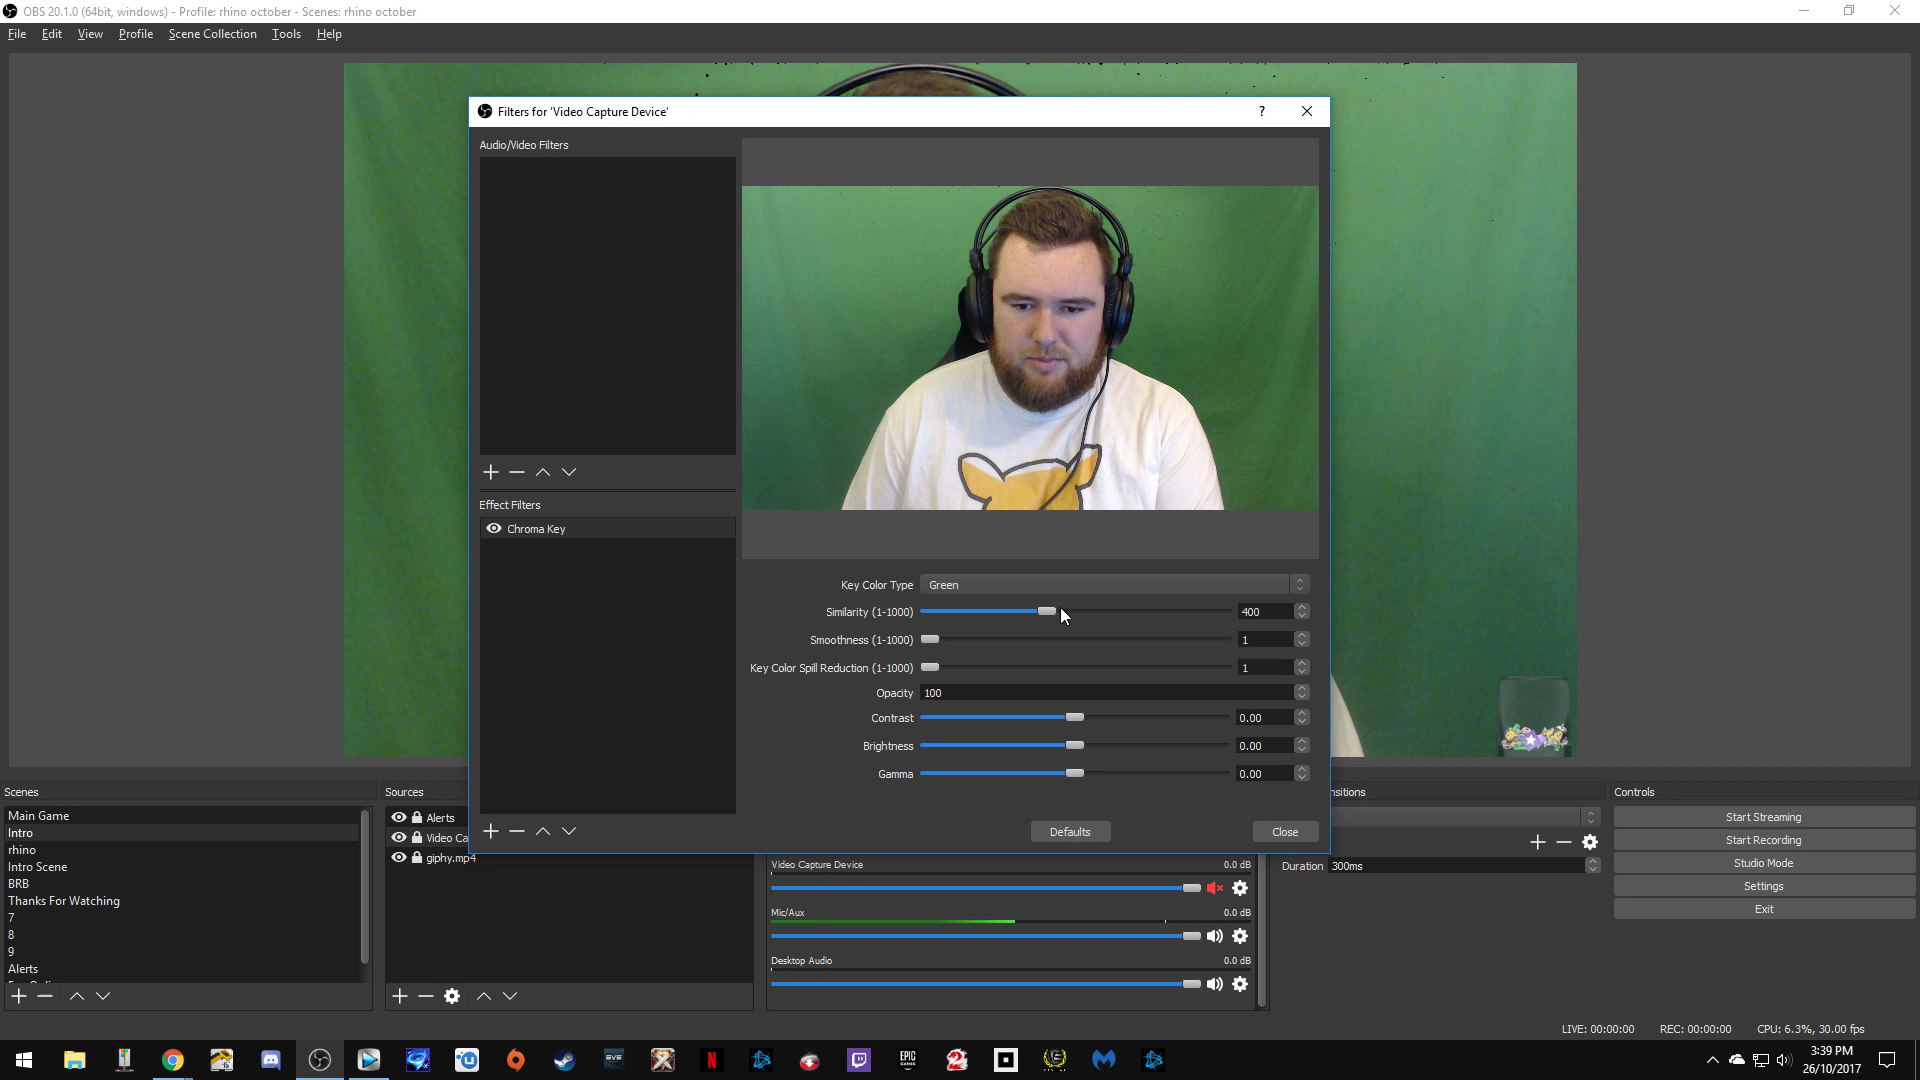 OBS 20.1.0 (64bit, windows) - Profile: rhino october - Scenes: rhino october
File Edit View Profile Scene Collection Tools Help
Filters for 'Video Capture Device'
?
Audio/Video Filters
Effect Filters
Chroma Key
Key Color Type Green
Similarity (1-1000) 400
Smoothness (1-1000) 1
Key Color Spill Reduction (1-1000) 1
Opacity 100
Contrast 0.00
Brightness 0.00
Gamma 0.00
Defaults Close
Scenes
Main Game
Intro
rhino
Intro Scene
BRB
Thanks For Watching
7
8
9
Alerts
Sources
Alerts
Video Ca
giphy.mp4
Video Capture Device 0.0 dB
Mic/Aux 0.0 dB
Desktop Audio 0.0 dB
nsitions
Duration 300ms
Controls
Start Streaming
Start Recording
Studio Mode
Settings
Exit
LIVE: 00:00:00 REC: 00:00:00 CPU: 6.3%, 30.00 fps
EVE
N
EPIC GAMES
2
3:39 PM
26/10/2017